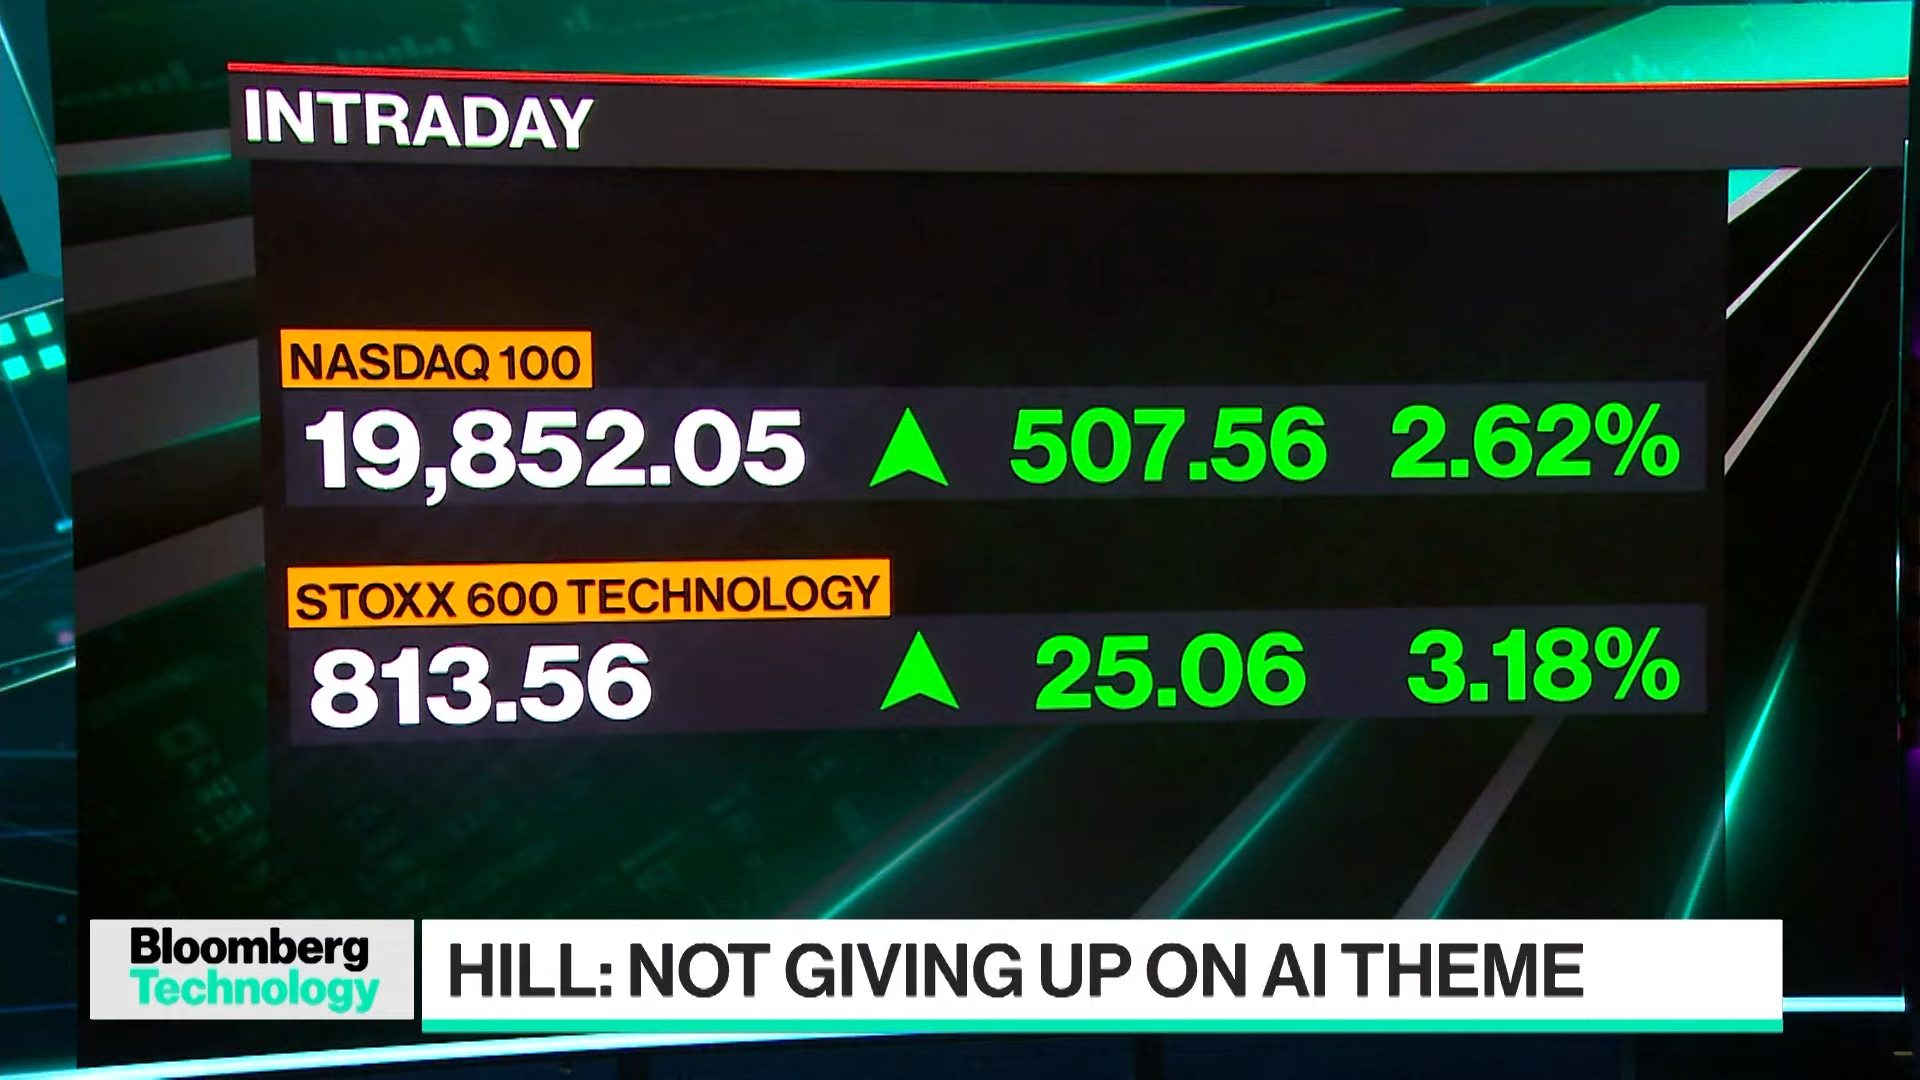 INTRADAY
NASDAQ 100
19,852.05 ▲ 507.56 2.62%
STOXX 600 TECHNOLOGY
813.56 ▲ 25.06 3.18%
Bloomberg
Technology
HILL: NOT GIVING UP ON AI THEME